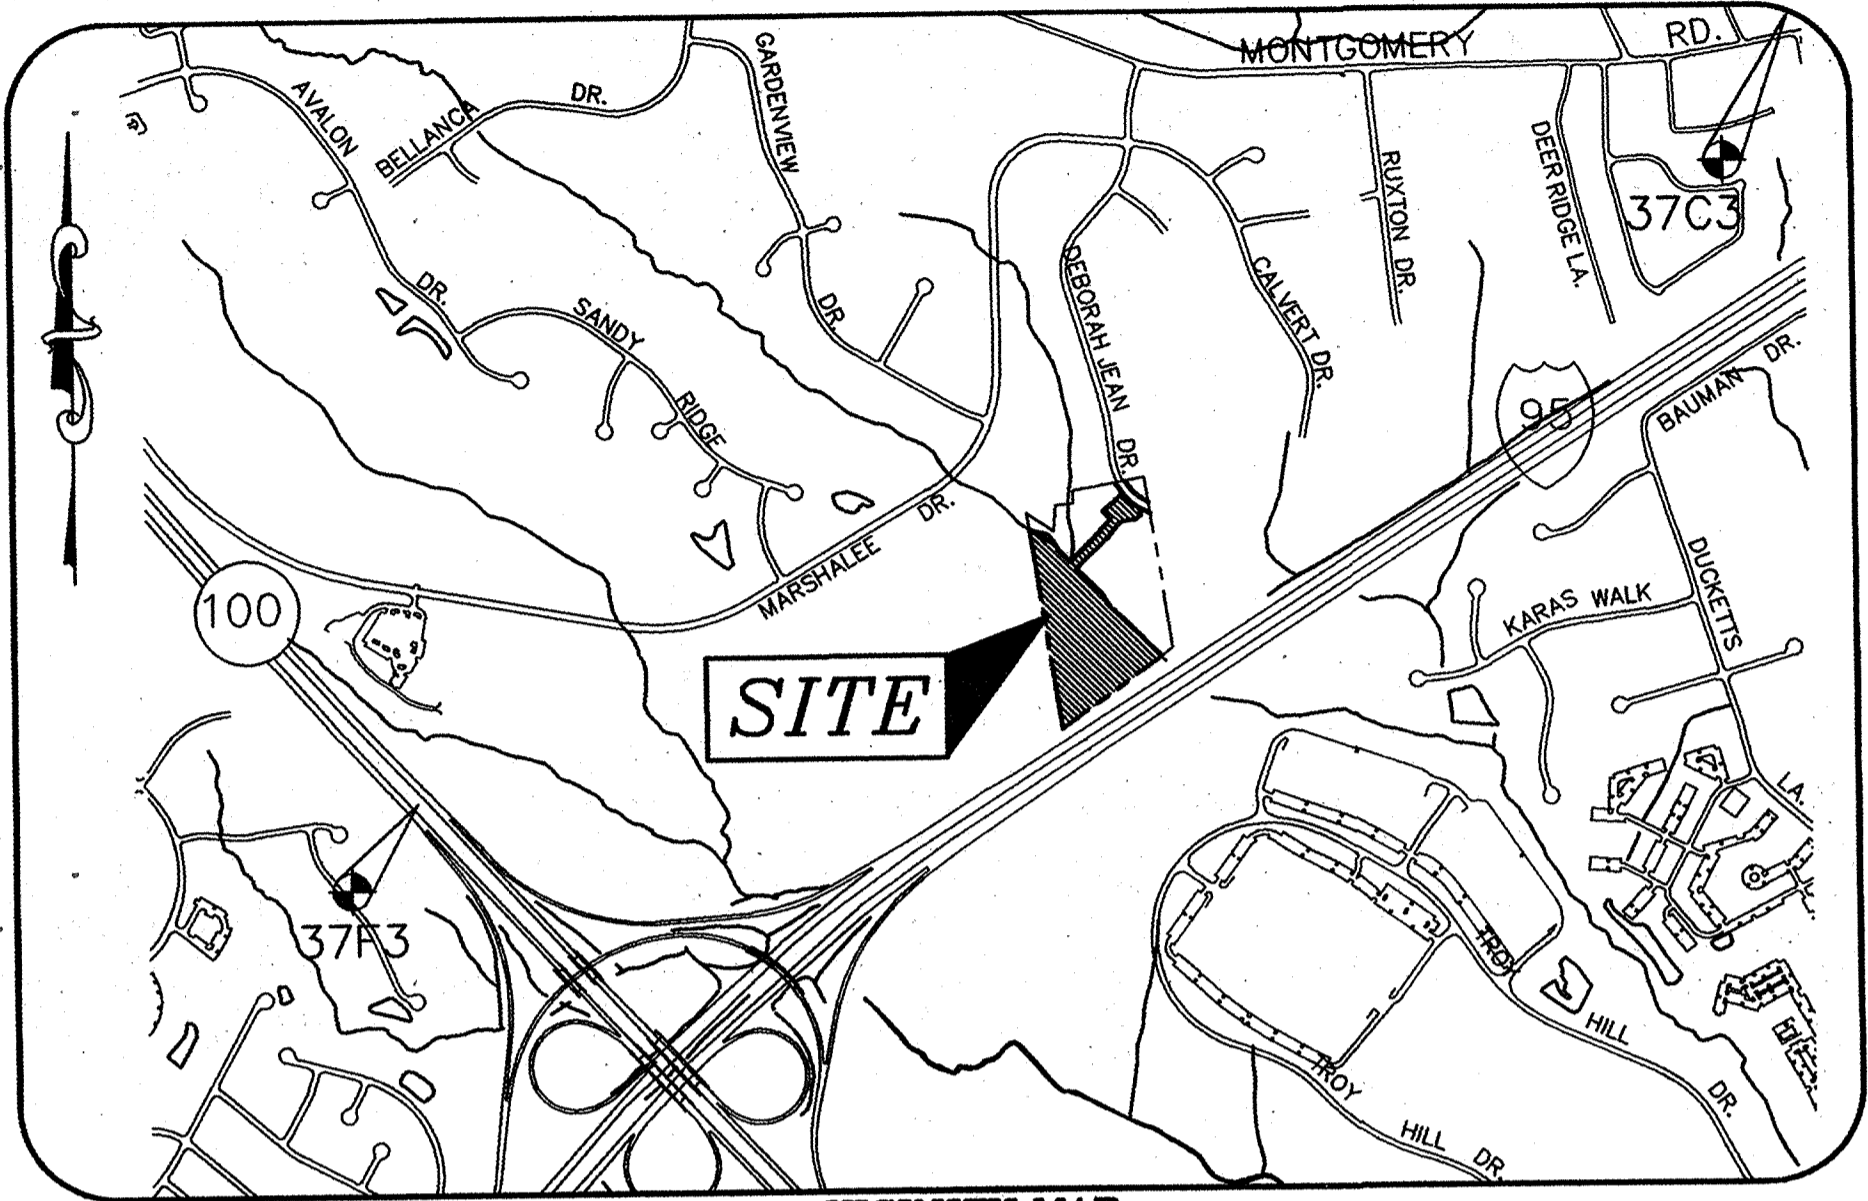 MONTGOMERY RD.
GARDENVIEW DR.
AVALON DR.
BELLANCA DR.
RUXTON DR.
DEER RIDGE LA.
37C3
DEBORAH JEAN DR.
CALVERT DR.
SANDY RIDGE
95
BAUMAN DR.
MARSHALEE DR.
DUCKETTS LA.
KARAS WALK
100
SITE
37F3
TROY HILL DR.
TROY HILL DR.